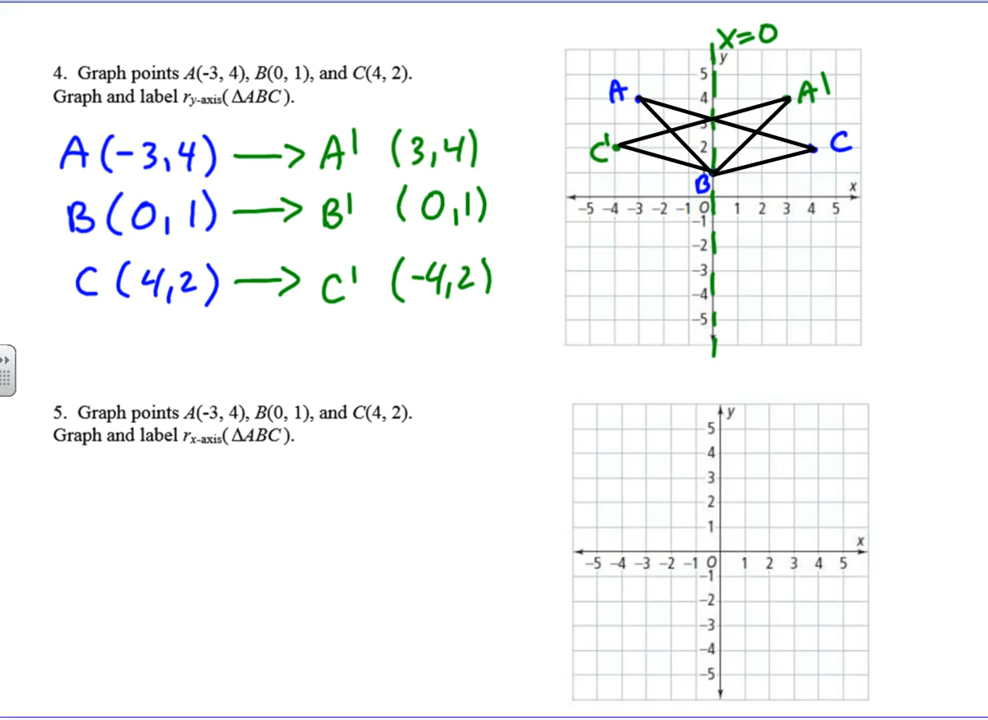 4. Graph points A(-3, 4), B(0, 1), and C(4, 2).
Graph and label r y-axis( ΔABC ).
A (-3,4) → A' (3,4)
B (0,1) → B' (0,1)
C (4,2) → C' (-4,2)
x=0
y
5
A
4
A'
3
C'
2
C
B
x
-5 -4 -3 -2 -1 O 1 2 3 4 5
-1
-2
-3
-4
-5
5. Graph points A(-3, 4), B(0, 1), and C(4, 2).
Graph and label r x-axis( ΔABC ).
y
5
4
3
2
1
x
-5 -4 -3 -2 -1 O 1 2 3 4 5
-1
-2
-3
-4
-5